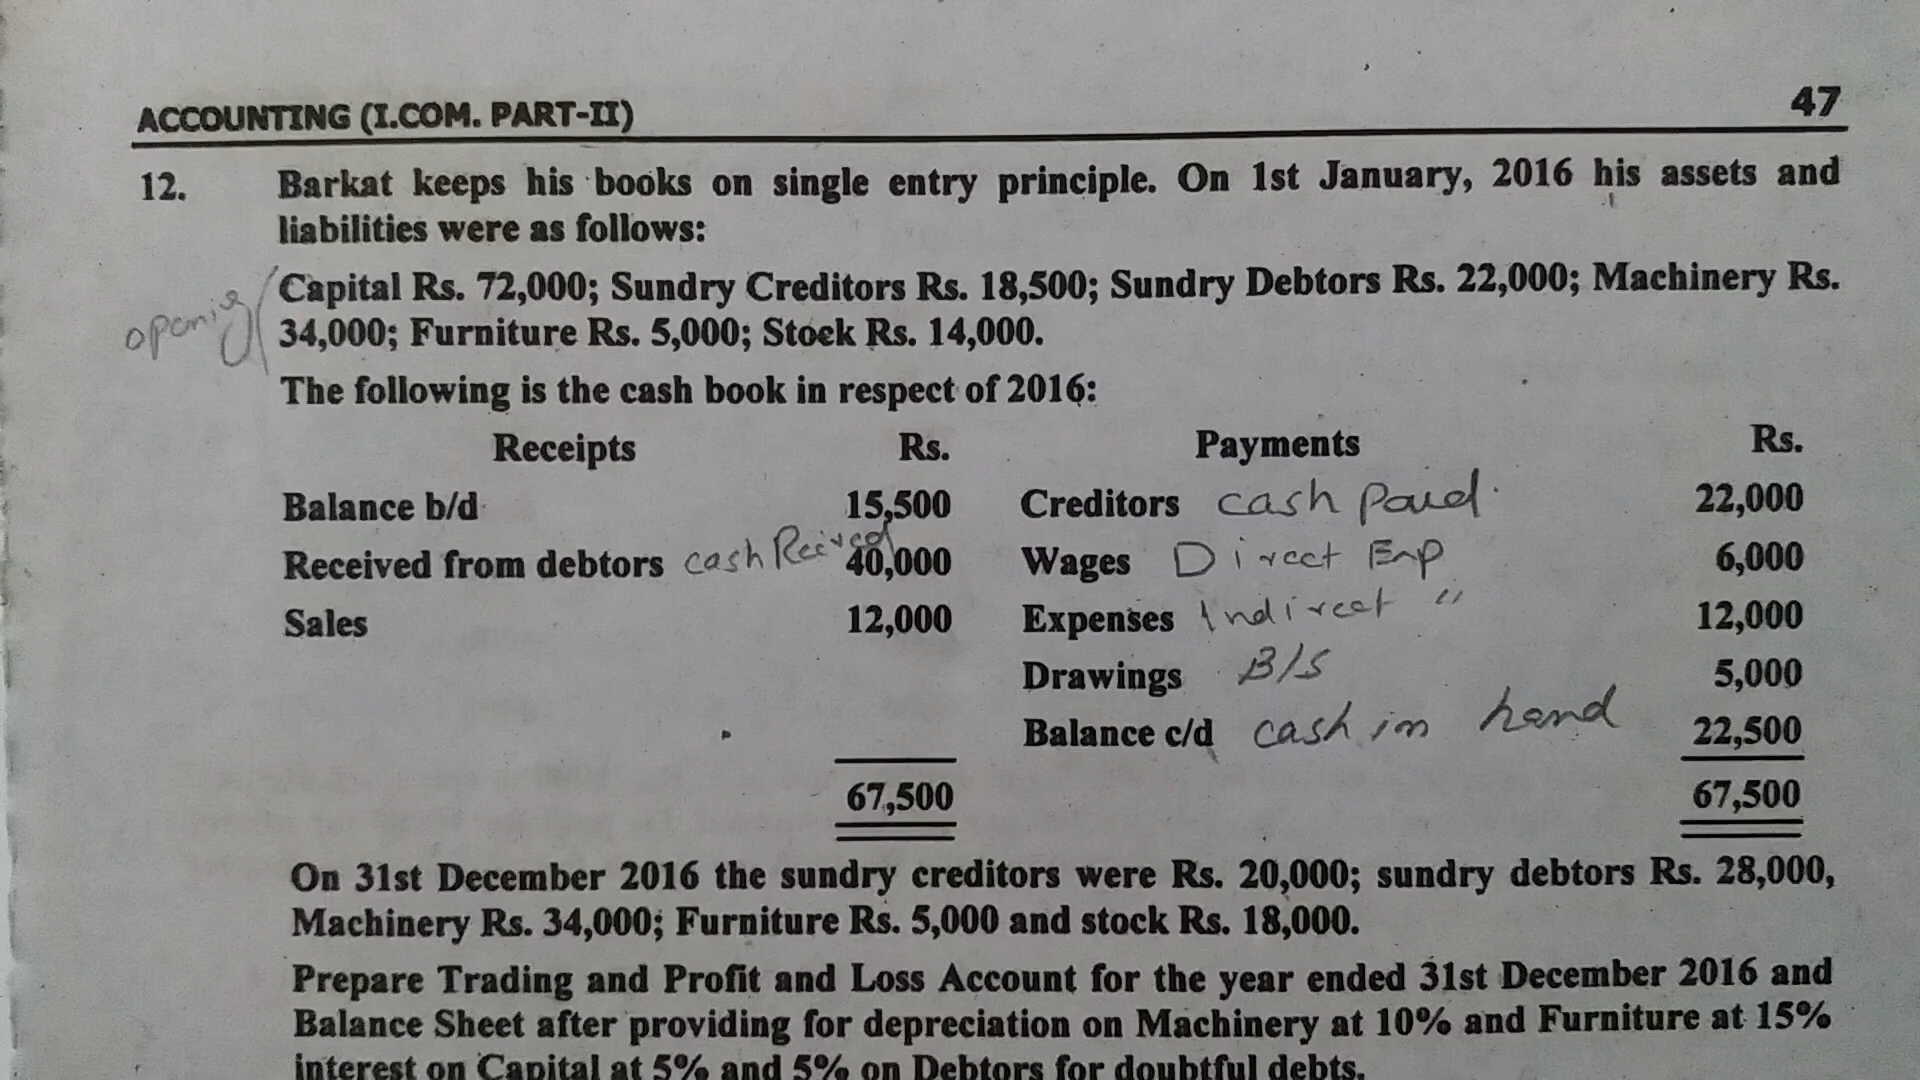 ACCOUNTING (I.COM. PART-II) 47
12. Barkat keeps his books on single entry principle. On 1st January, 2016 his assets and
liabilities were as follows:
Capital Rs. 72,000; Sundry Creditors Rs. 18,500; Sundry Debtors Rs. 22,000; Machinery Rs.
34,000; Furniture Rs. 5,000; Stock Rs. 14,000.
The following is the cash book in respect of 2016:
Receipts Rs. Payments Rs.
Balance b/d 15,500 Creditors cash paid 22,000
Received from debtors cash 40,000 Wages Direct Exp 6,000
Sales 12,000 Expenses Indirect " 12,000
Drawings B/S 5,000
Balance c/d cash in hand 22,500
67,500 67,500
On 31st December 2016 the sundry creditors were Rs. 20,000; sundry debtors Rs. 28,000,
Machinery Rs. 34,000; Furniture Rs. 5,000 and stock Rs. 18,000.
Prepare Trading and Profit and Loss Account for the year ended 31st December 2016 and
Balance Sheet after providing for depreciation on Machinery at 10% and Furniture at 15%
interest on Capital at 5% and 5% on Debtors for doubtful debts.